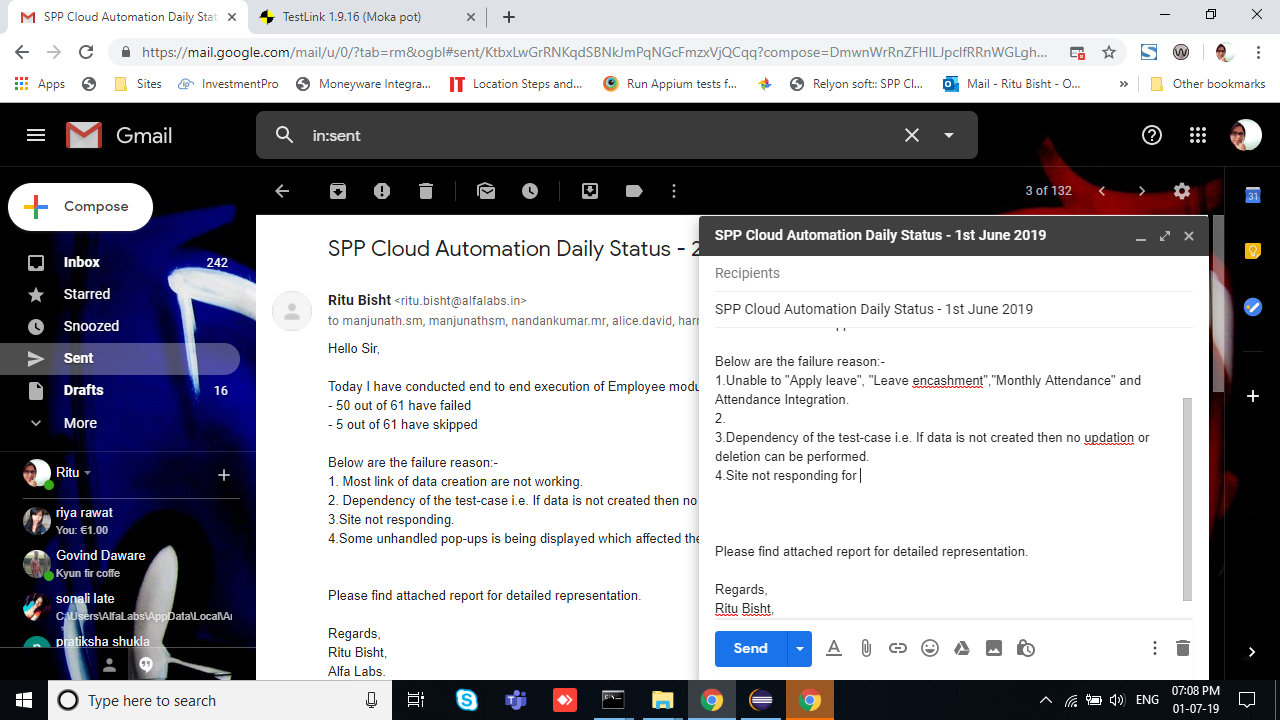 SPP Cloud Automation Daily Stat
TestLink 1.9.16 (Moka pot)
https://mail.google.com/mail/u/0/?tab=rm&ogbl#sent/KtbxLwGrRNKqdSBNkJmPqNGcFmzxVjQCqq?compose=DmwnWrRnZFHlLJpclfRRnWGLgh...
Apps
Sites
InvestmentPro
Moneyware Integra...
Location Steps and...
Run Appium tests f...
Relyon soft:: SPP Cl...
Mail - Ritu Bisht - O...
»
Other bookmarks
Gmail
in:sent
Compose
3 of 132
Inbox 242
Starred
Snoozed
Sent
Drafts 16
More
Ritu
riya rawat
You: €1.00
Govind Daware
Kyun fir coffe
sonali late
C:\Users\AlfaLabs\AppData\Local\Ar
pratiksha shukla
SPP Cloud Automation Daily Status - 2
Ritu Bisht <ritu.bisht@alfalabs.in>
to manjunath.sm, manjunathsm, nandankumar.mr, alice.david, harr
Hello Sir,
Today I have conducted end to end execution of Employee modu
- 50 out of 61 have failed
- 5 out of 61 have skipped
Below are the failure reason:-
1. Most link of data creation are not working.
2. Dependency of the test-case i.e. If data is not created then no
3.Site not responding.
4.Some unhandled pop-ups is being displayed which affected the
Please find attached report for detailed representation.
Regards,
Ritu Bisht,
Alfa Labs.
SPP Cloud Automation Daily Status - 1st June 2019
Recipients
SPP Cloud Automation Daily Status - 1st June 2019
Below are the failure reason:-
1.Unable to "Apply leave", "Leave encashment","Monthly Attendance" and
Attendance Integration.
2.
3.Dependency of the test-case i.e. If data is not created then no updation or
deletion can be performed.
4.Site not responding for
Please find attached report for detailed representation.
Regards,
Ritu Bisht,
Send
31
Type here to search
ENG
07:08 PM
01-07-19